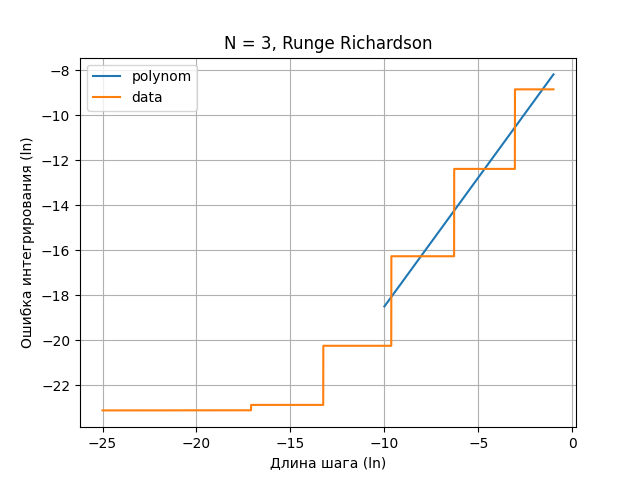 N = 3, Runge Richardson
polynom
data
−8
−10
−12
−14
−16
−18
−20
−22
Ошибка интегрирования (ln)
−25
−20
−15
−10
−5
0
Длина шага (ln)